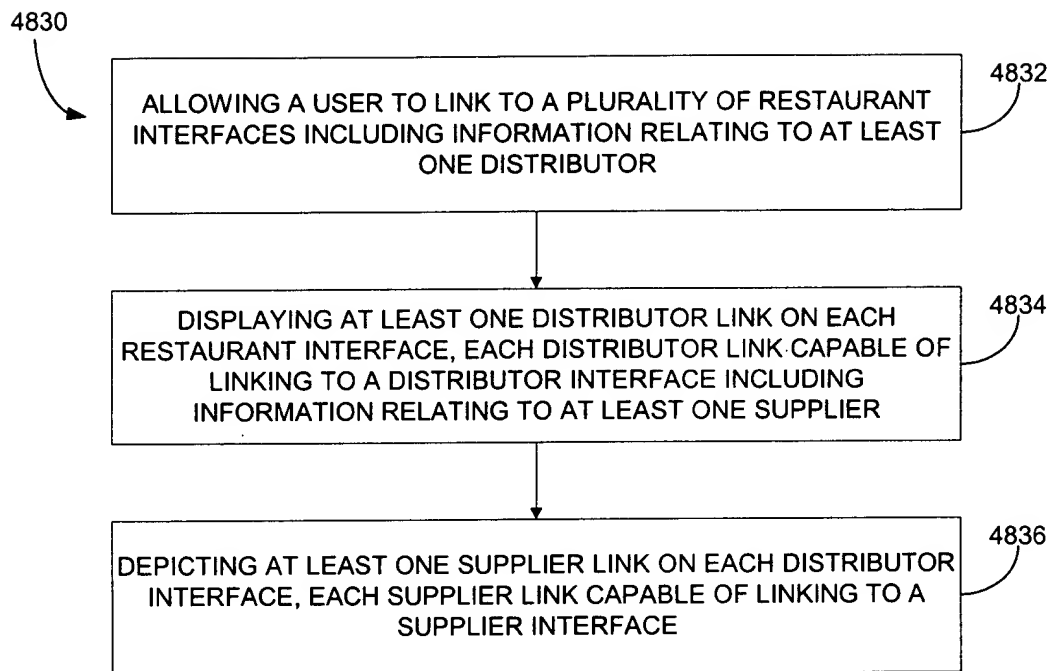 4830
4832
ALLOWING A USER TO LINK TO A PLURALITY OF RESTAURANT
INTERFACES INCLUDING INFORMATION RELATING TO AT LEAST
ONE DISTRIBUTOR
4834
DISPLAYING AT LEAST ONE DISTRIBUTOR LINK ON EACH
RESTAURANT INTERFACE, EACH DISTRIBUTOR LINK CAPABLE OF
LINKING TO A DISTRIBUTOR INTERFACE INCLUDING
INFORMATION RELATING TO AT LEAST ONE SUPPLIER
4836
DEPICTING AT LEAST ONE SUPPLIER LINK ON EACH DISTRIBUTOR
INTERFACE, EACH SUPPLIER LINK CAPABLE OF LINKING TO A
SUPPLIER INTERFACE